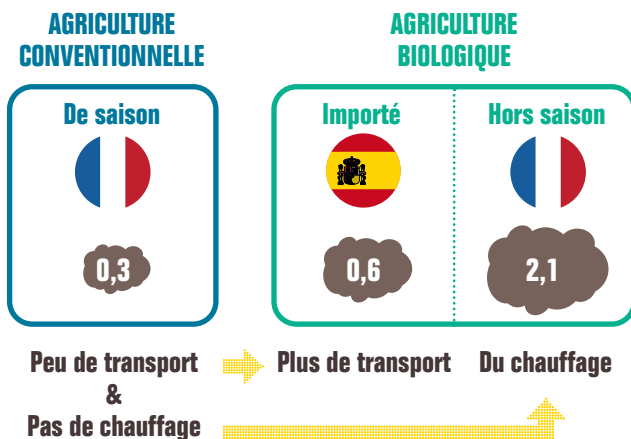 AGRICULTURE
CONVENTIONNELLE
AGRICULTURE
BIOLOGIQUE
De saison
Importé
Hors saison
0,3
0,6
2,1
Peu de transport
&
Pas de chauffage
Plus de transport
Du chauffage